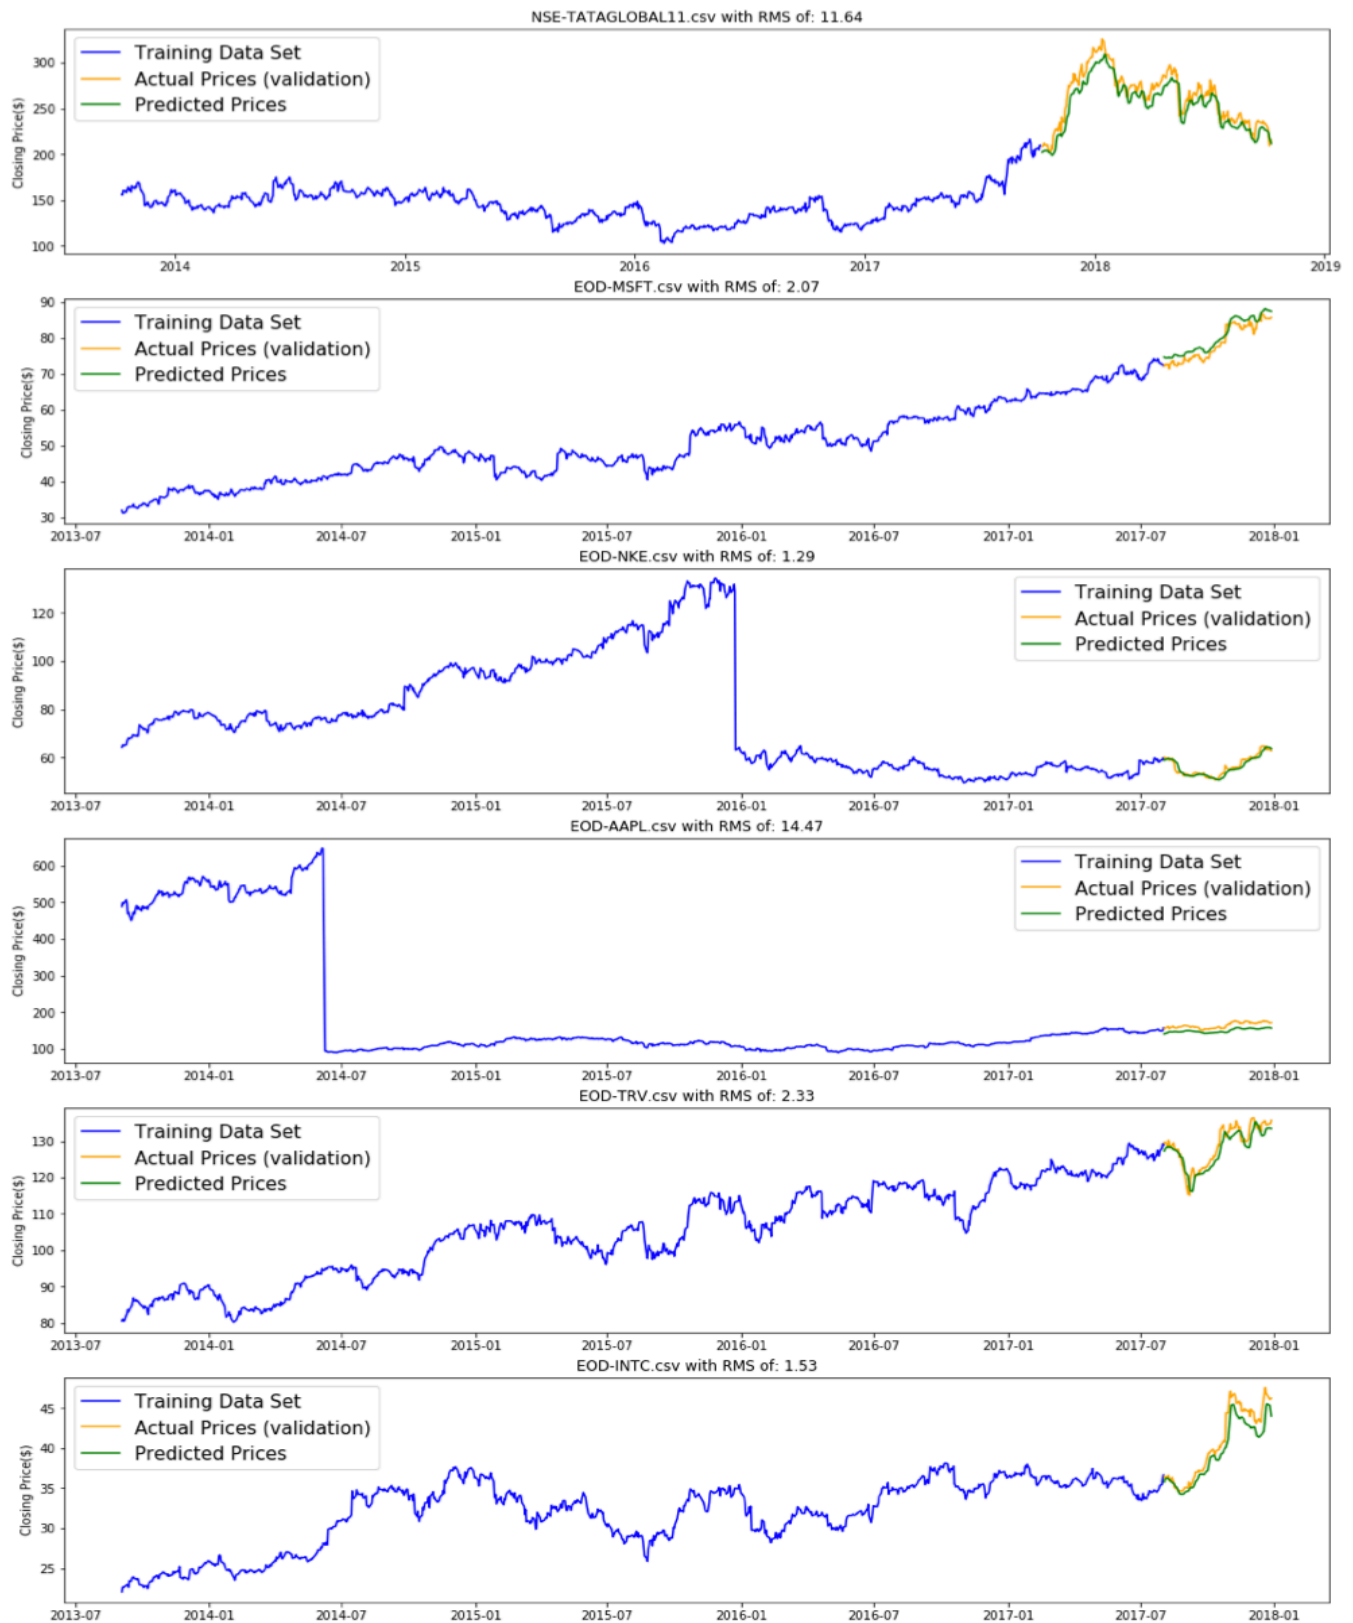 NSE-TATAGLOBAL11.csv with RMS of: 11.64
Closing Price($)
300
250
200
150
100
Training Data Set
Actual Prices (validation)
Predicted Prices
2014 2015 2016 2017 2018 2019
EOD-MSFT.csv with RMS of: 2.07
Closing Price($)
90
80
70
60
50
40
30
Training Data Set
Actual Prices (validation)
Predicted Prices
2013-07 2014-01 2014-07 2015-01 2015-07 2016-01 2016-07 2017-01 2017-07 2018-01
EOD-NKE.csv with RMS of: 1.29
Closing Price($)
120
100
80
60
Training Data Set
Actual Prices (validation)
Predicted Prices
2013-07 2014-01 2014-07 2015-01 2015-07 2016-01 2016-07 2017-01 2017-07 2018-01
EOD-AAPL.csv with RMS of: 14.47
Closing Price($)
600
500
400
300
200
100
Training Data Set
Actual Prices (validation)
Predicted Prices
2013-07 2014-01 2014-07 2015-01 2015-07 2016-01 2016-07 2017-01 2017-07 2018-01
EOD-TRV.csv with RMS of: 2.33
Closing Price($)
130
120
110
100
90
80
Training Data Set
Actual Prices (validation)
Predicted Prices
2013-07 2014-01 2014-07 2015-01 2015-07 2016-01 2016-07 2017-01 2017-07 2018-01
EOD-INTC.csv with RMS of: 1.53
Closing Price($)
45
40
35
30
25
Training Data Set
Actual Prices (validation)
Predicted Prices
2013-07 2014-01 2014-07 2015-01 2015-07 2016-01 2016-07 2017-01 2017-07 2018-01